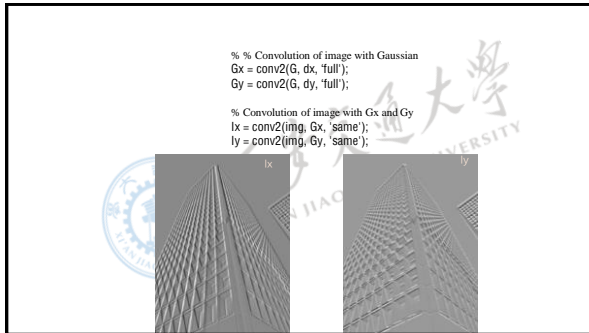 % % Convolution of image with Gaussian
Gx = conv2(G, dx, 'full');
Gy = conv2(G, dy, 'full');
% Convolution of image with Gx and Gy
Ix = conv2(img, Gx, 'same');
Iy = conv2(img, Gy, 'same');
Ix
Iy